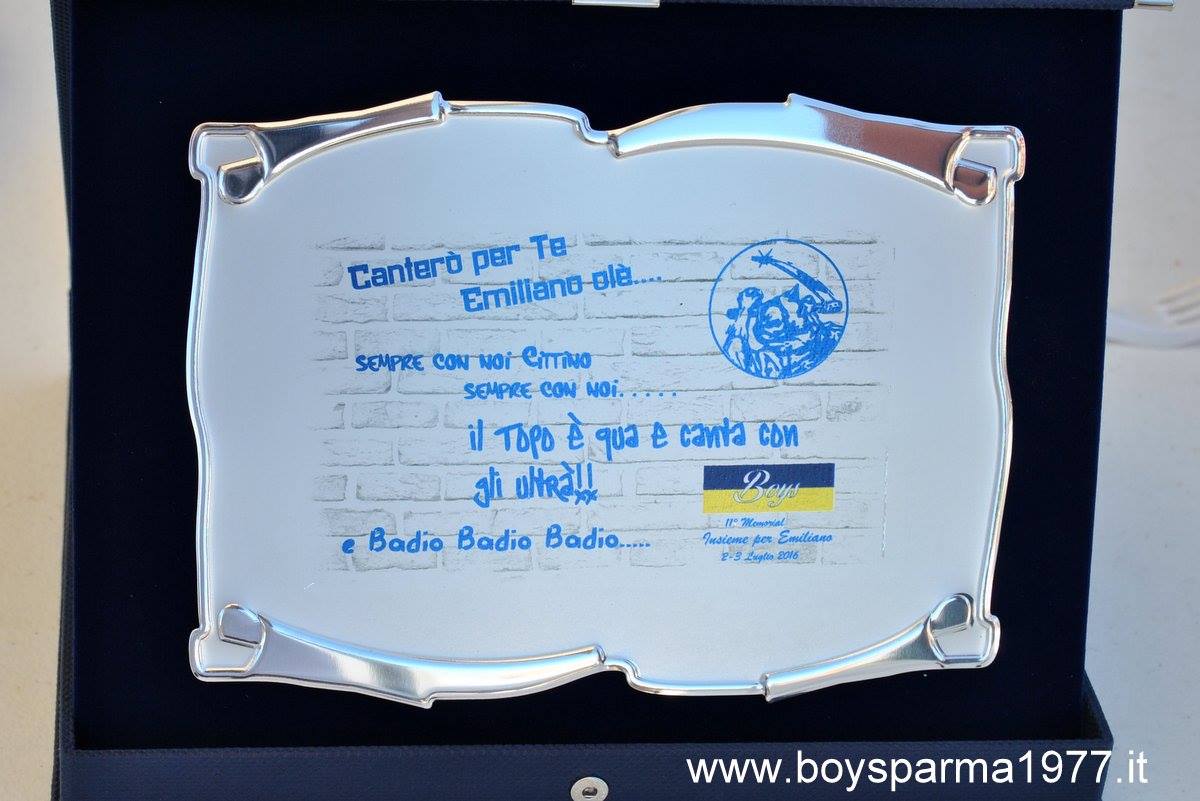 Canterò per Te
Emiliano olè....
SEMPRE CON NOI CITTINO
SEMPRE CON NOI.....
il TOPO È qua e canta con
gli ultrà!!
e Badio Badio Badio.....
Boys
11° Memorial
Insieme per Emiliano
2-3 Luglio 2016
www.boysparma1977.it